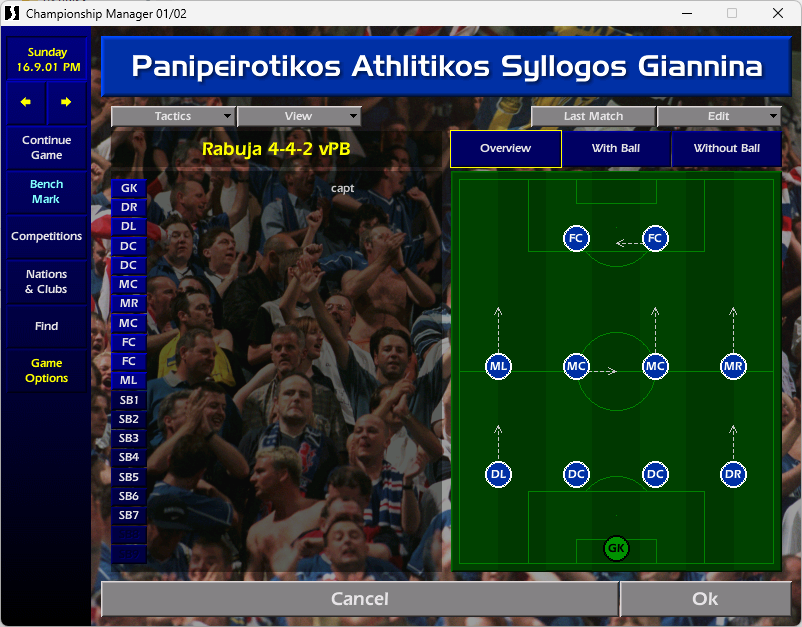 Championship Manager 01/02
Sunday
16.9.01 PM
Continue
Game
Bench
Mark
Competitions
Nations
& Clubs
Find
Game
Options
Panipeirotikos Athlitikos Syllogos Giannina
Tactics
View
Last Match
Edit
Rabuja 4-4-2 vPB
Overview
With Ball
Without Ball
GK
capt
DR
DL
DC
DC
MC
MR
MC
FC
FC
ML
SB1
SB2
SB3
SB4
SB5
SB6
SB7
FC FC
ML MC MC MR
DL DC DC DR
GK
Cancel
Ok